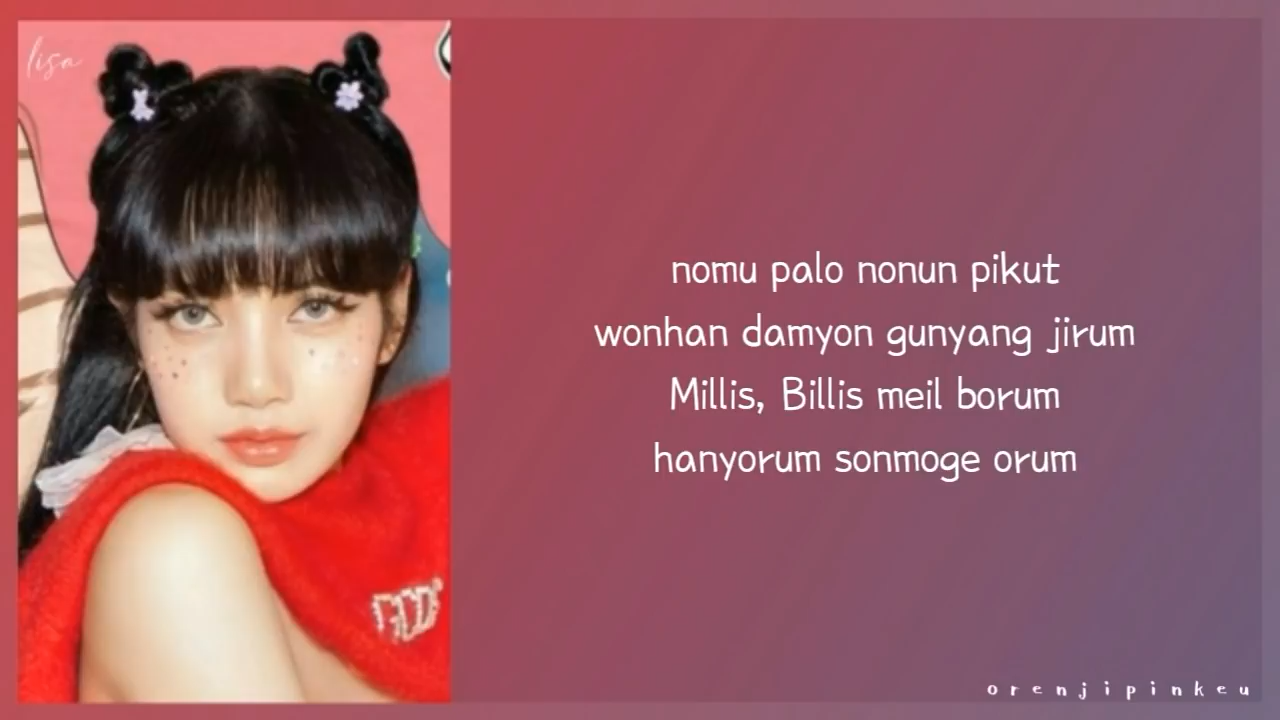 lisa
nomu palo nonun pikut
wonhan damyon gunyang jirum
Millis, Billis meil borum
hanyorum sonmoge orum
orenjipinkeu